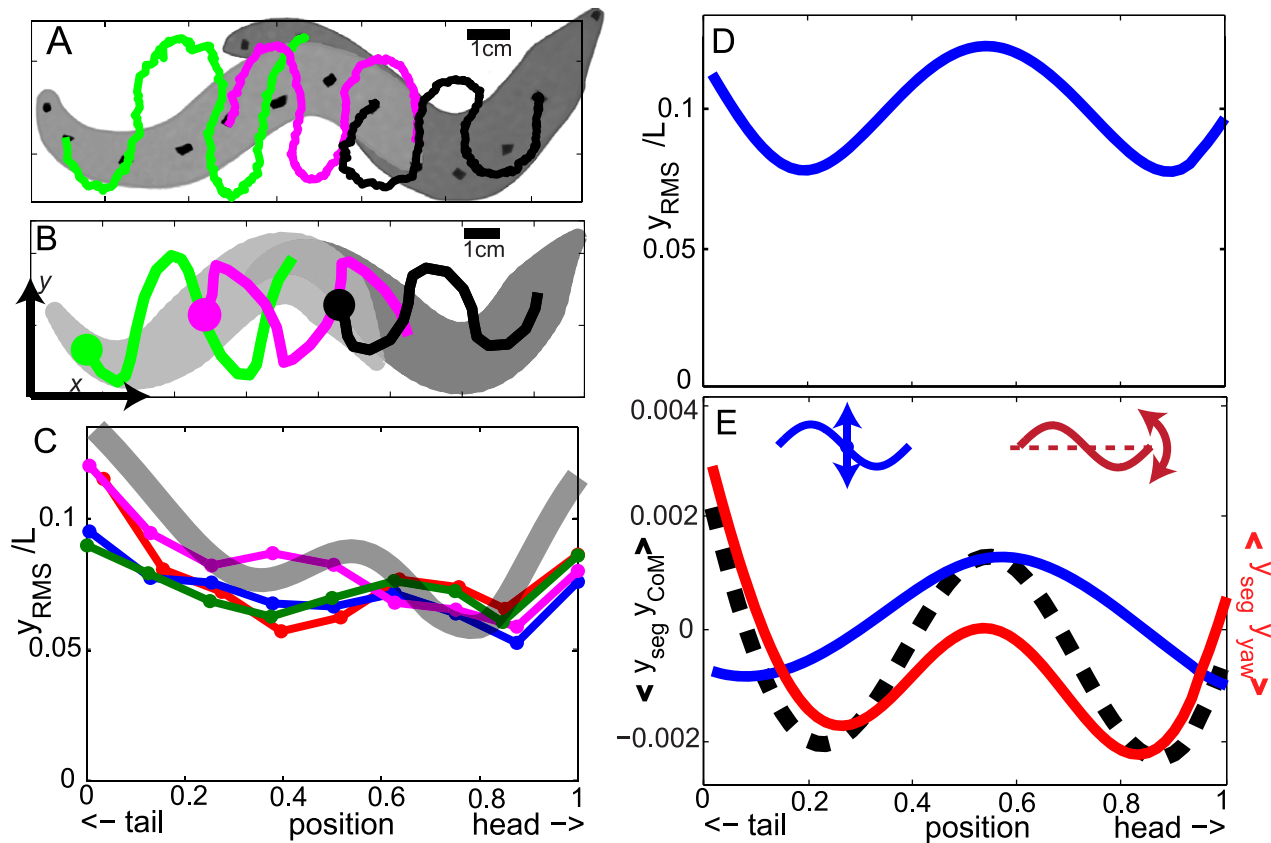 A
1cm
B
1cm
y
x
C
y_RMS /L
0.1
0.05
0
0 0.2 0.4 0.6 0.8 1
<− tail position head −>
D
y_RMS /L
0.1
0.05
0
E
0.004
0.002
0
−0.002
< y_seg y_CoM >
< y_seg y_yaw >
0 0.2 0.4 0.6 0.8 1
<− tail position head −>